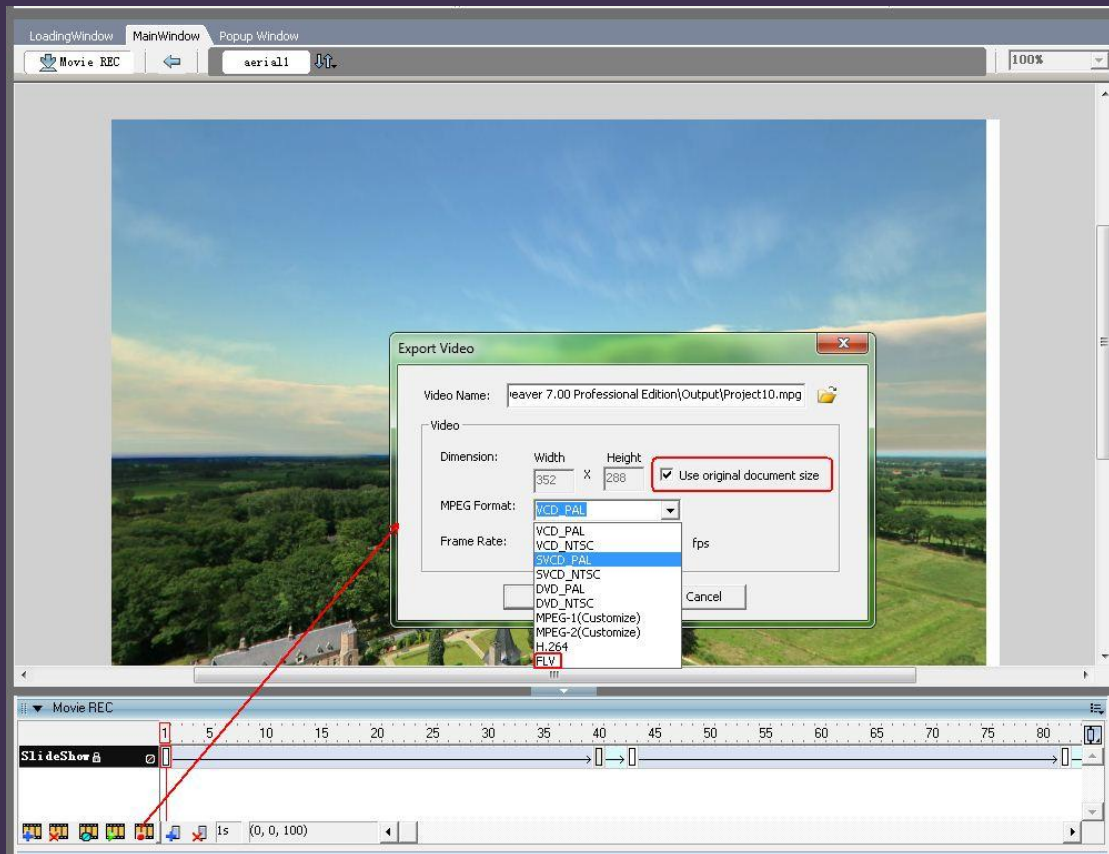 LoadingWindow MainWindow Popup Window
Movie REC aerial1 100%
Export Video
Video Name: eaver 7.00 Professional Edition\Output\Project10.mpg
Video
Dimension: Width Height
352 X 288 Use original document size
MPEG Format: VCD_PAL
VCD_PAL
VCD_NTSC
Frame Rate: fps
SVCD_PAL
SVCD_NTSC
DVD_PAL
DVD_NTSC Cancel
MPEG-1(Customize)
MPEG-2(Customize)
H.264
FLV
Movie REC
1 5 10 15 20 25 30 35 40 45 50 55 60 65 70 75 80
SlideShow
1s (0, 0, 100)